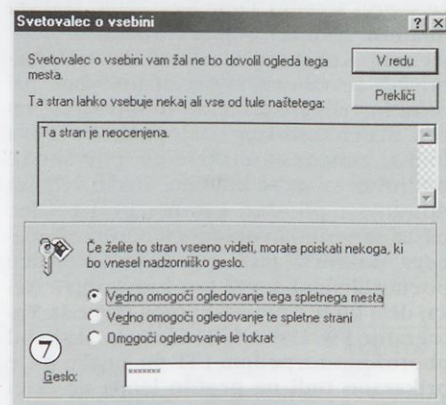 Svetovalec o vsebini
Svetovalec o vsebini vam žal ne bo dovolil ogleda tega
mesta.
V redu
Prekliči
Ta stran lahko vsebuje nekaj ali vse od tule naštetega:
Ta stran je neocenjena.
Če želite to stran vseeno videti, morate poiskati nekoga, ki
bo vnesel nadzorniško geslo.
Vedno omogoči ogledovanje tega spletnega mesta
Vedno omogoči ogledovanje te spletne strani
Omogoči ogledovanje le tokrat
7
Geslo: xxxxxxx